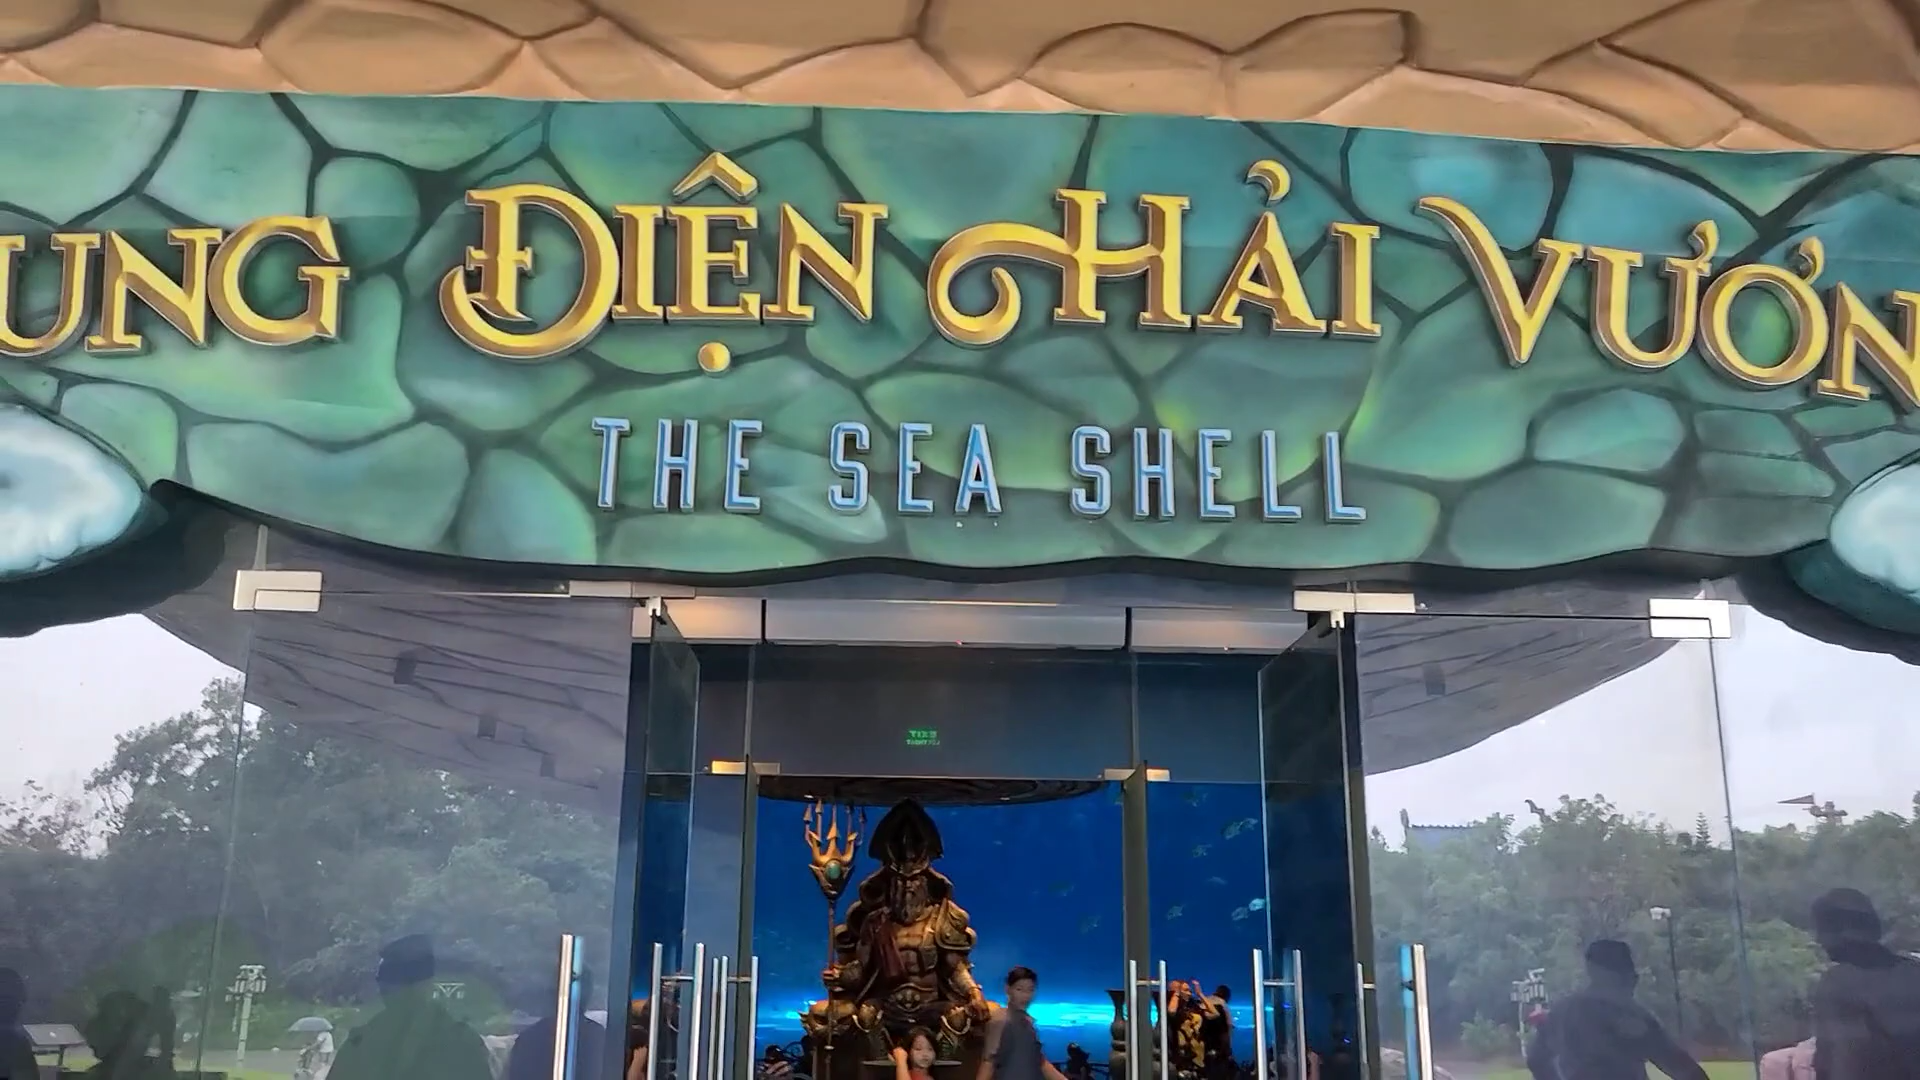 UNG ĐIỆN HẢI VƯƠN
THE SEA SHELL